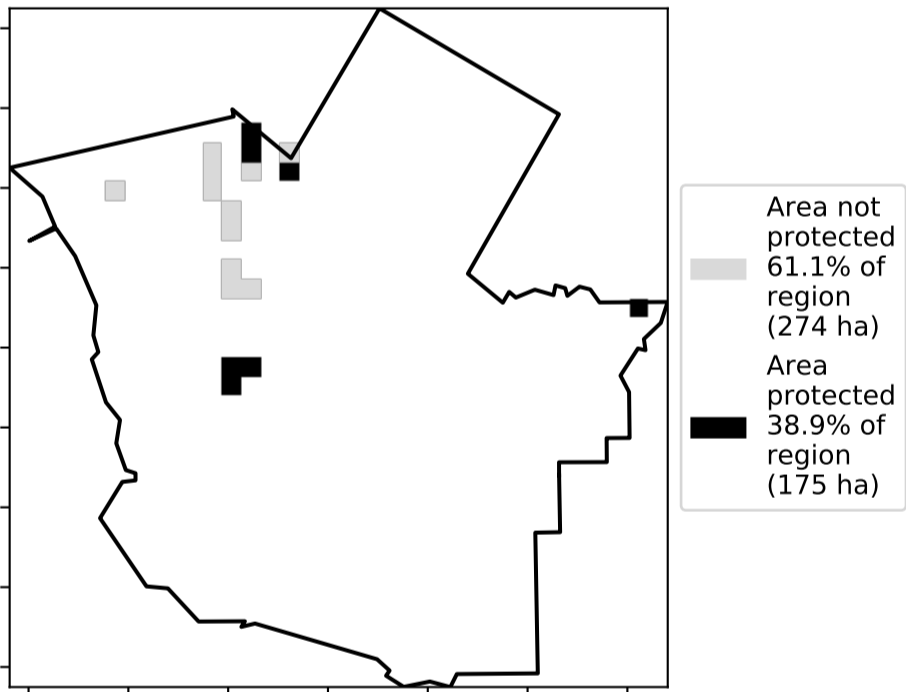 Area not
protected
61.1% of
region
(274 ha)
Area
protected
38.9% of
region
(175 ha)